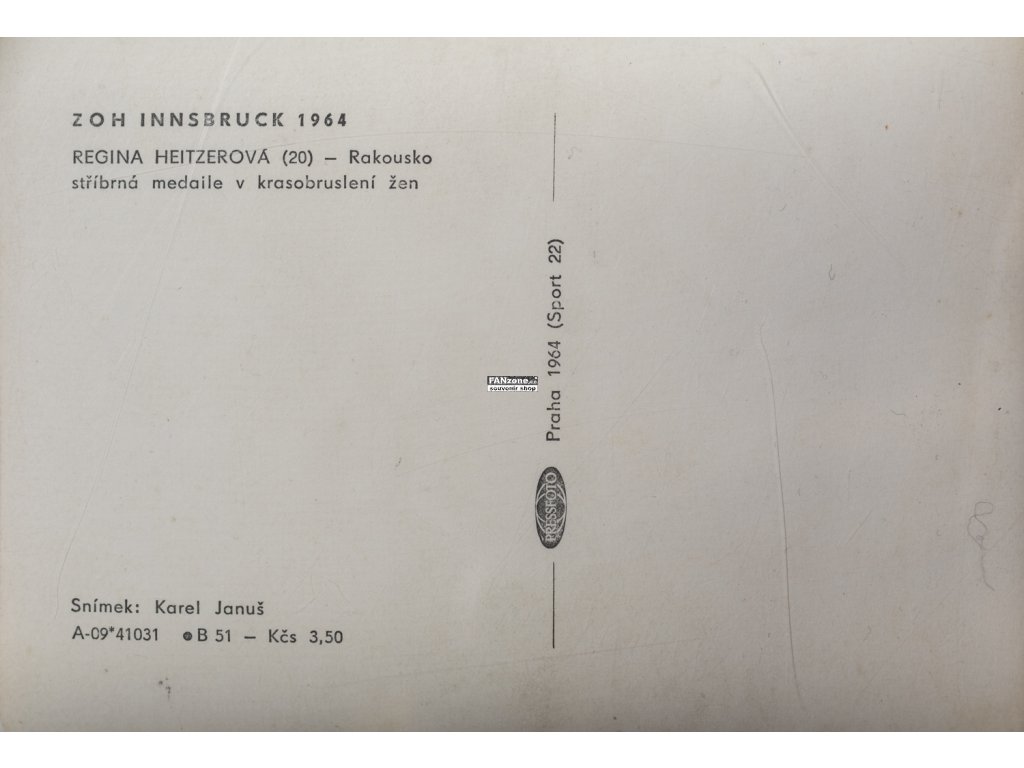 ZOH INNSBRUCK 1964
REGINA HEITZEROVÁ (20) – Rakousko
stříbrná medaile v krasobruslení žen
Praha 1964 (Sport 22)
FANzone.cz
souvenir shop
PRESSFOTO
Snímek: Karel Januš
A-09*41031 ● B 51 – Kčs 3,50